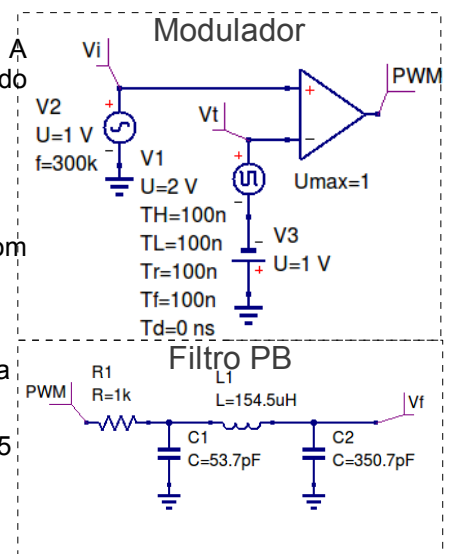 Modulador
A
do
Vi
PWM
V2
U=1 V
f=300k
Vt
V1
U=2 V
TH=100n
TL=100n
Tr=100n
Tf=100n
Td=0 ns
Umax=1
V3
U=1 V
om
Filtro PB
a
5
PWM
R1
R=1k
L1
L=154.5uH
Vf
C1
C=53.7pF
C2
C=350.7pF